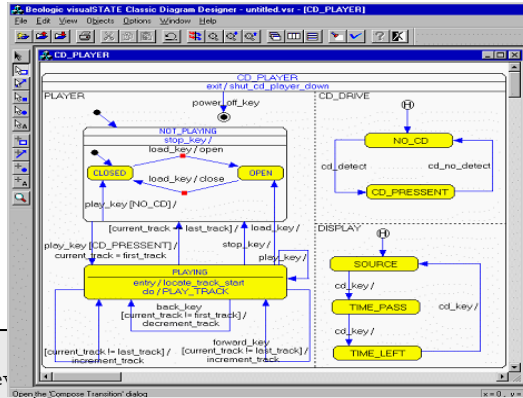 Beologic visualSTATE Classic Diagram Designer - untitled.vsr - [CD_PLAYER]
File Edit View Objects Options Window Help
CD_PLAYER
CD_PLAYER
exit / shut_cd_player_down
PLAYER
power_off_key
CD_DRIVE
H
NOT_PLAYING
stop_key /
load_key / open
CLOSED
OPEN
load_key / close
play_key [NO_CD] /
NO_CD
cd_detect
cd_no_detect
CD_PRESSENT
[current_track = last_track] /
load_key /
play_key [CD_PRESSENT] /
current_track = first_track
stop_key /
play_key /
PLAYING
entry / locate_track_start
do / PLAY_TRACK
back_key
[current_track != first_track] /
decrement_track
[current_track != last_track] /
increment_track
forward_key
[current_track != last_track] /
increment_track
DISPLAY
H
SOURCE
cd_key /
TIME_PASS
cd_key /
cd_key /
TIME_LEFT
Open the 'Compose Transition' dialog
x = 0 , y =